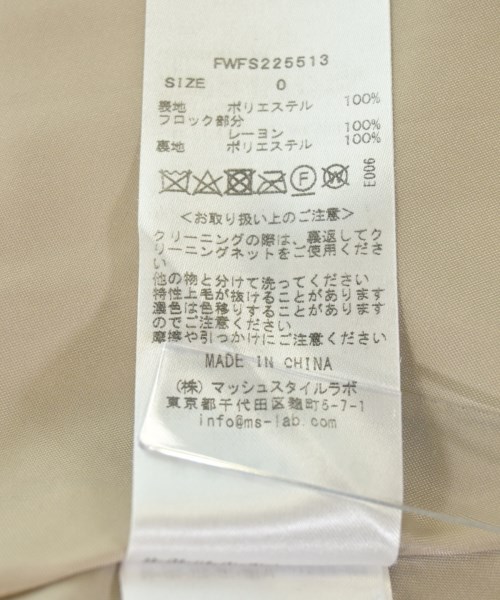 FWFS225513
SIZE 0
表地 ポリエステル 100%
フロック部分
レーヨン 100%
裏地 ポリエステル 100%
F W
E006
<お取り扱い上のご注意>
クリーニングの際は、裏返してク
リーニングネットをご使用くださ
い
他の物と分けて洗ってください
特性上毛が抜けることがあります
濃色は色移りすることがあります
のでご注意ください
摩擦や引っかけにご注意ください
MADE IN CHINA
(株)マッシュスタイルラボ
東京都千代田区麹町5-7-1
info@ms-lab.com